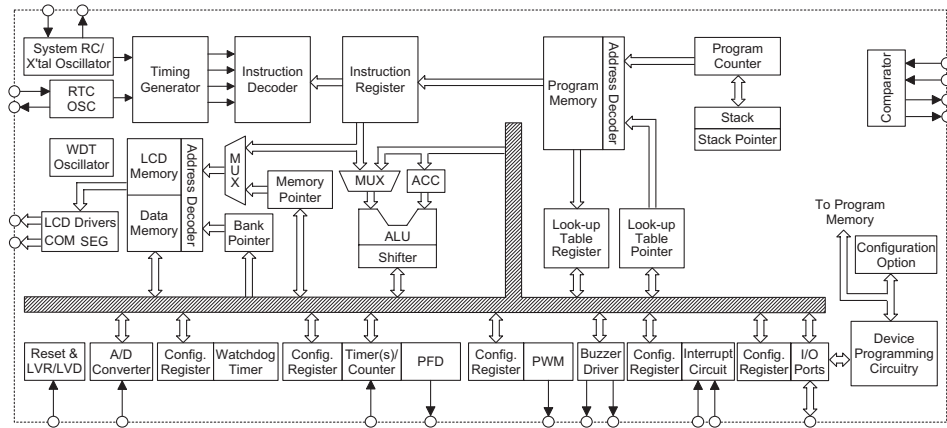 System RC/
X'tal Oscillator
Timing
Generator
Instruction
Decoder
Instruction
Register
Program
Memory
Address Decoder
Program
Counter
Stack
Stack Pointer
Comparator
RTC
OSC
WDT
Oscillator
LCD
Memory
Data
Memory
Address Decoder
MUX
Memory
Pointer
Bank
Pointer
MUX
ACC
ALU
Shifter
LCD Drivers
COM SEG
Look-up
Table
Register
Look-up
Table
Pointer
To Program
Memory
Configuration
Option
Device
Programming
Circuitry
Reset &
LVR/LVD
A/D
Converter
Config.
Register
Watchdog
Timer
Config.
Register
Timer(s)/
Counter
PFD
Config.
Register
PWM
Buzzer
Driver
Config.
Register
Interrupt
Circuit
Config.
Register
I/O
Ports